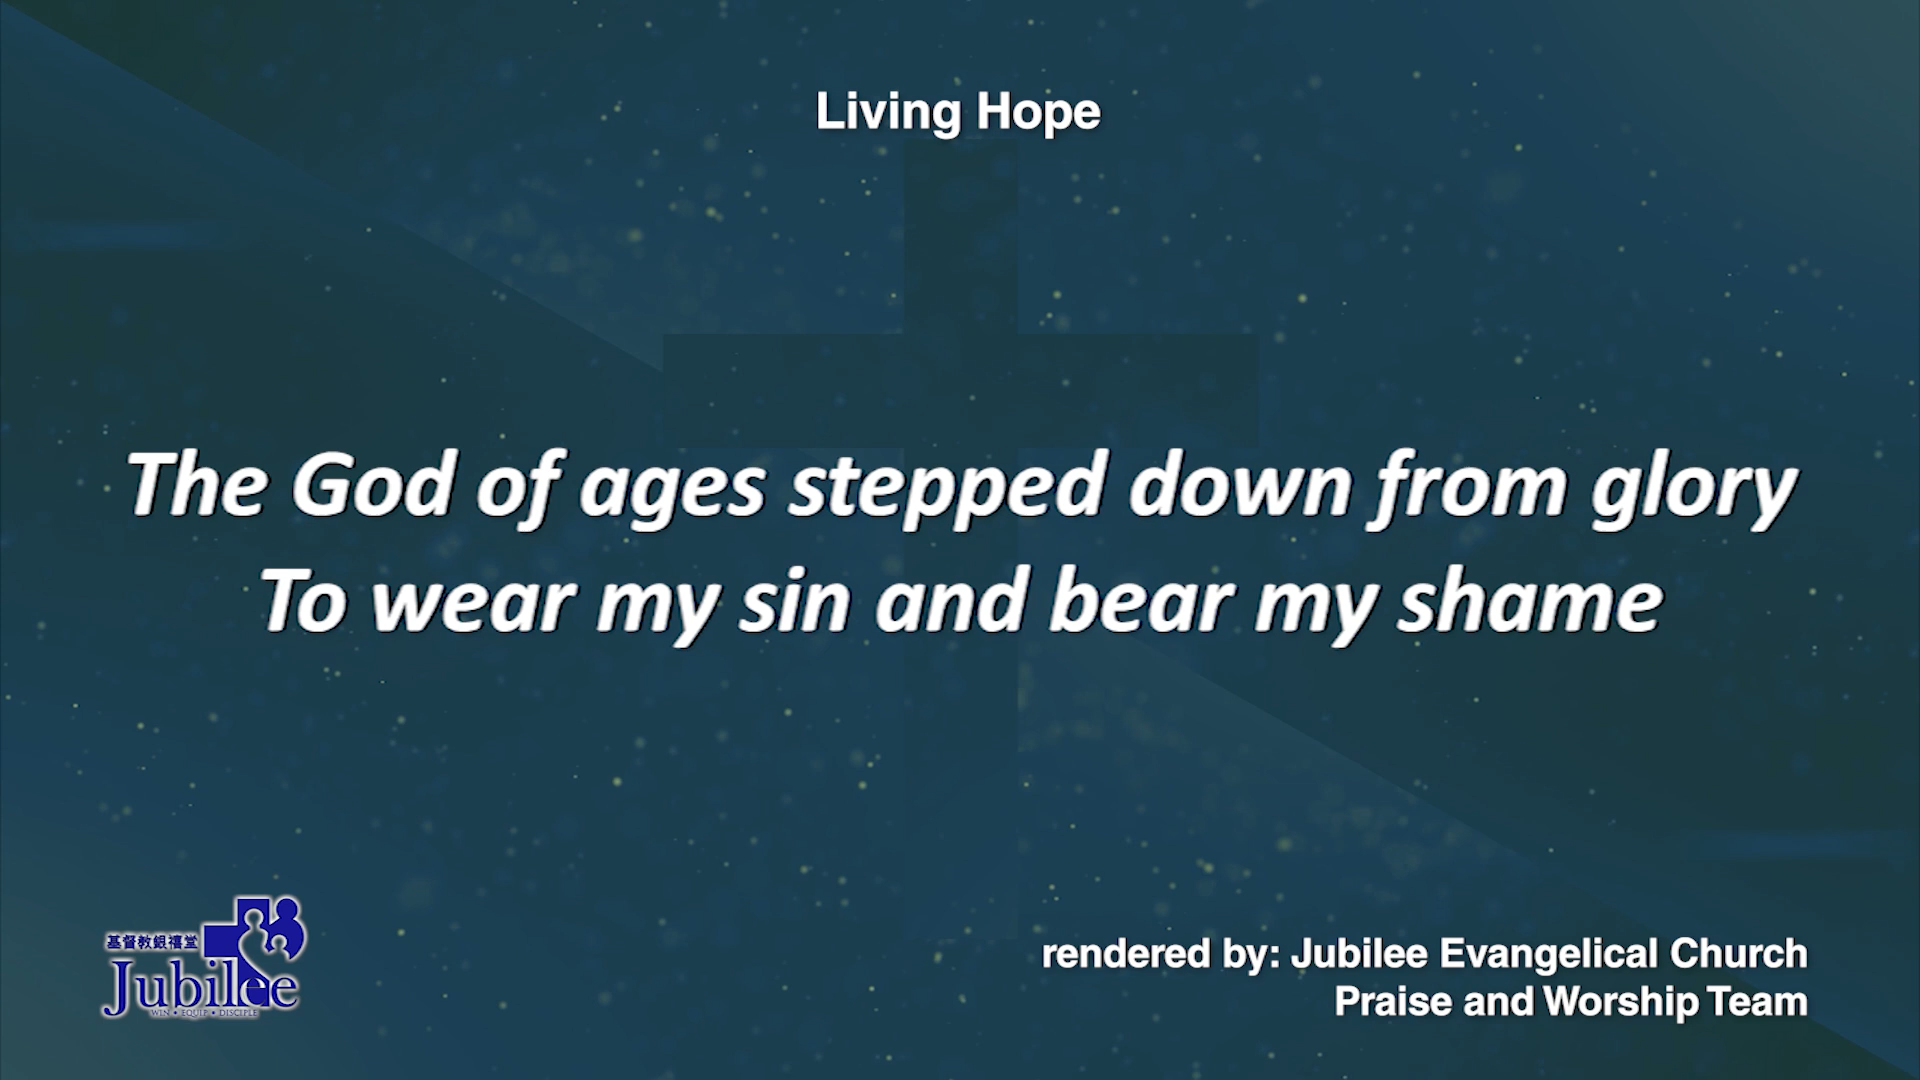 Living Hope
The God of ages stepped down from glory
To wear my sin and bear my shame
基督教銀禧堂
Jubilee
WIN • EQUIP • DISCIPLE
rendered by: Jubilee Evangelical Church
Praise and Worship Team